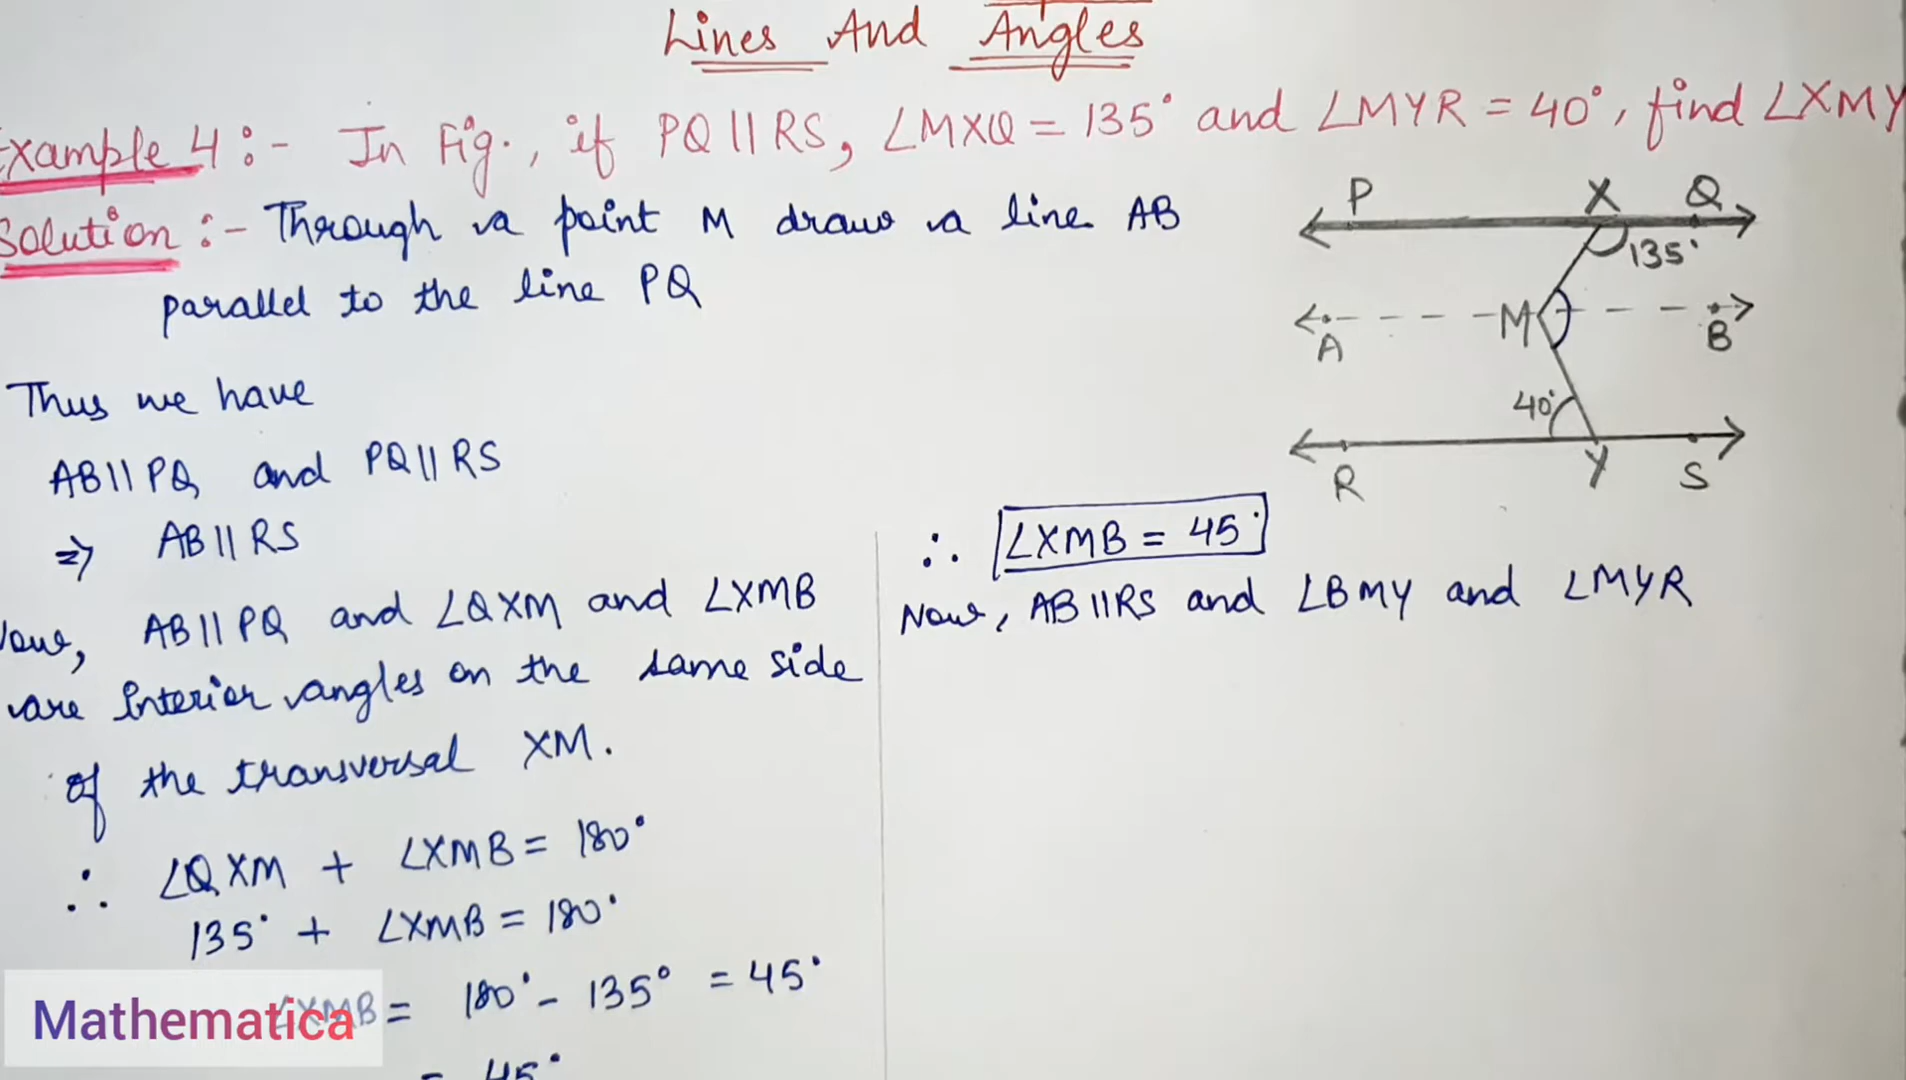 Lines And Angles
Example 4:- In Fig., if PQ || RS, ∠MXQ = 135° and ∠MYR = 40°, find ∠XMY
Solution :- Through a point M draw a line AB
parallel to the line PQ
P X Q
135°
A M B
40°
R Y S
Thus we have
AB || PQ and PQ || RS
⇒ AB || RS
Now, AB || PQ and ∠QXM and ∠XMB
are Interior angles on the same side
of the transversal XM.
∴ ∠QXM + ∠XMB = 180°
135° + ∠XMB = 180°
∠XMB = 180° - 135° = 45°
= 45°
∴ ∠XMB = 45°
Now, AB || RS and ∠BMY and ∠MYR
Mathematica